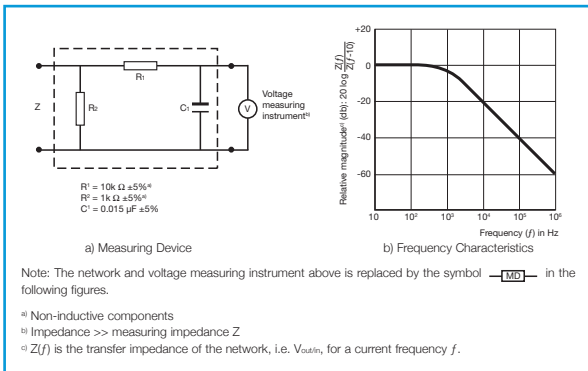 R₁
Z
R₂
C₁
V
Voltage
measuring
instrumentᵇ⁾
R¹ = 10k Ω ±5%ᵃ⁾
R² = 1k Ω ±5%ᵃ⁾
C¹ = 0.015 µF ±5%
a) Measuring Device
Relative magnitudeᶜ⁾ (db): 20 log Z(ƒ)/Z(ƒ-10)
+20
0
-20
-40
-60
10 10² 10³ 10⁴ 10⁵ 10⁶
Frequency (ƒ) in Hz
b) Frequency Characteristics
Note: The network and voltage measuring instrument above is replaced by the symbol MD in the
following figures.
ᵃ⁾ Non-inductive components
ᵇ⁾ Impedance >> measuring impedance Z
ᶜ⁾ Z(ƒ) is the transfer impedance of the network, i.e. Vout/in, for a current frequency ƒ.